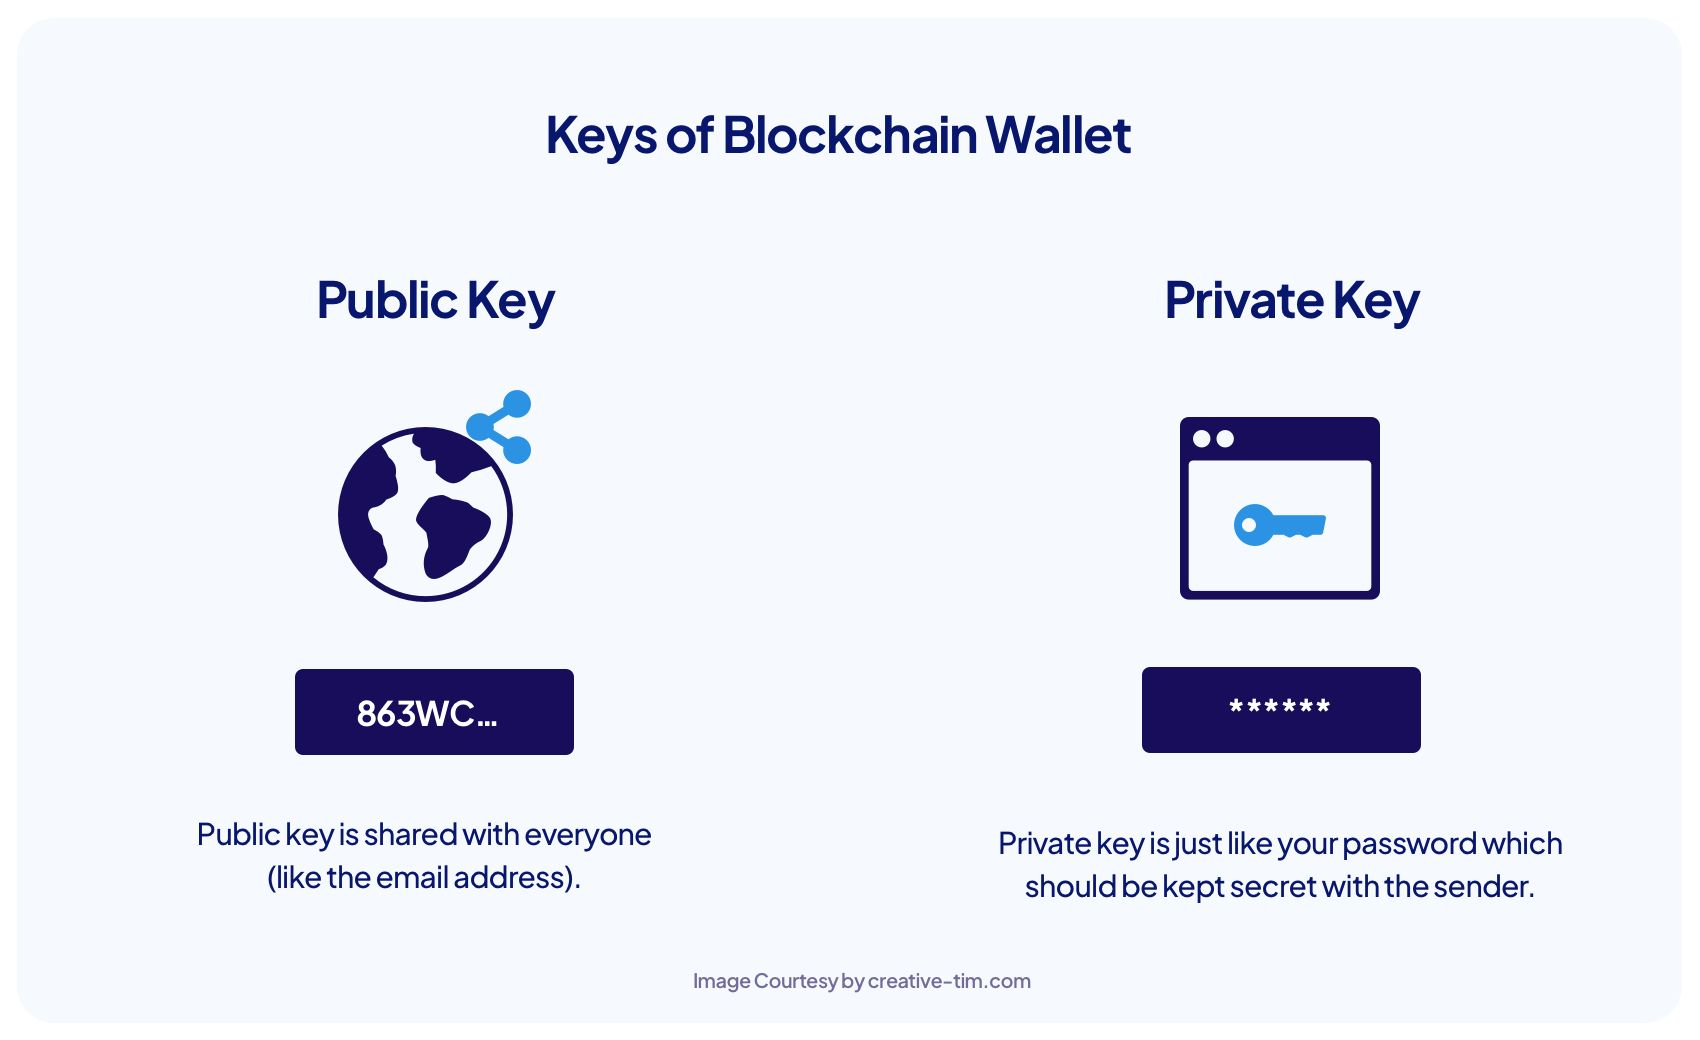 Keys of Blockchain Wallet
Public Key
Private Key
863WC...
******
Public key is shared with everyone
(like the email address).
Private key is just like your password which
should be kept secret with the sender.
Image Courtesy by creative-tim.com